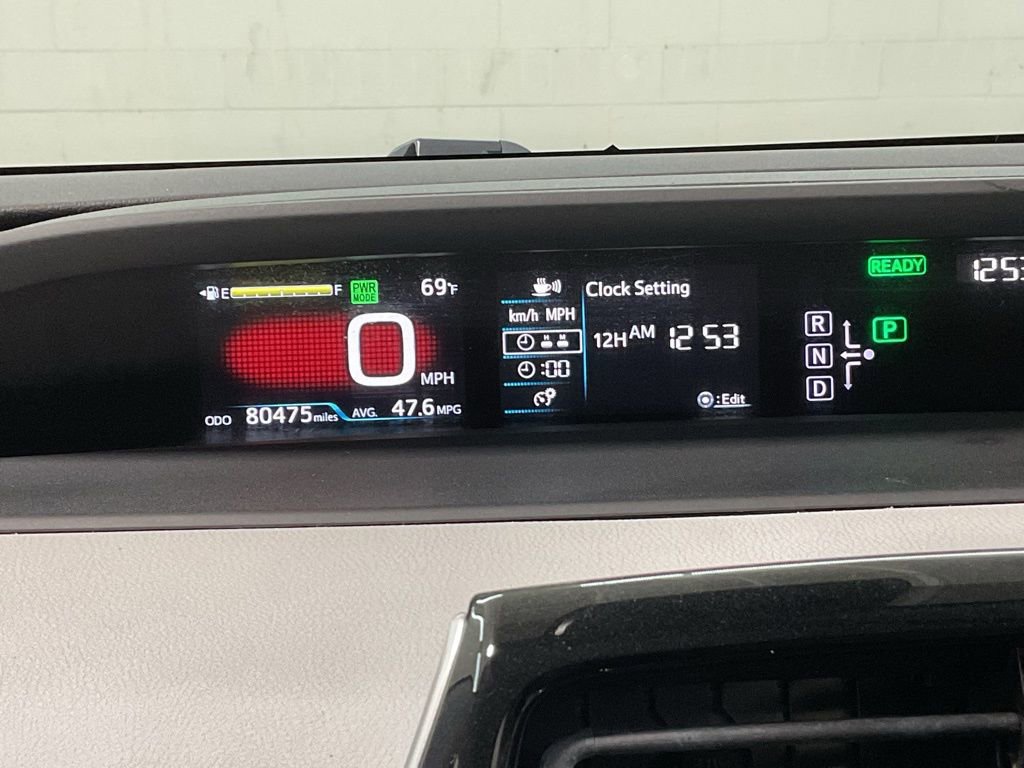 E F PWR MODE 69°F
0 MPH
ODO 80475 miles AVG. 47.6 MPG
Clock Setting
km/h MPH
12H AM 12 53
:00
:Edit
READY 1253
R P
N
D